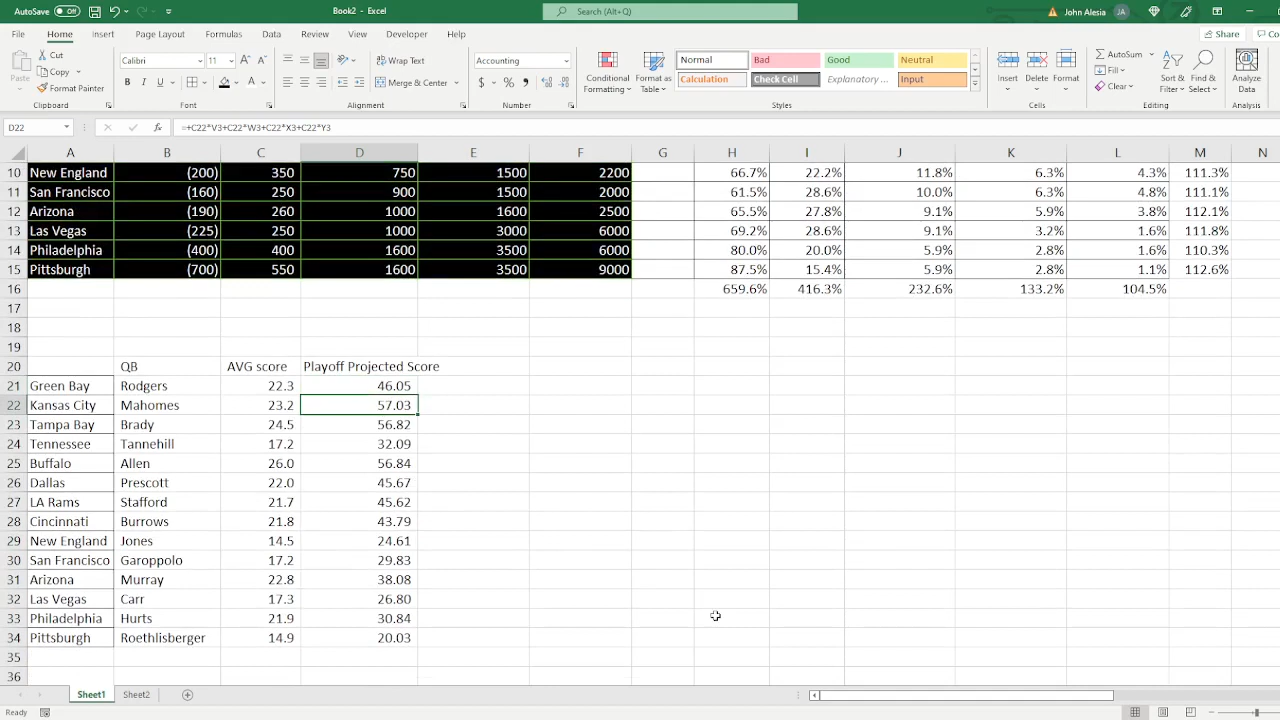 AutoSave Off Book2 - Excel Search (Alt+Q) John Alesia JA
File Home Insert Page Layout Formulas Data Review View Developer Help Share Co
Paste Cut Copy Format Painter Clipboard
Calibri 11 B I U A Font
Wrap Text Merge & Center Alignment
Accounting $ % Number
Conditional Formatting Format as Table
Normal Bad Good Neutral
Calculation Check Cell Explanatory ... Input
Styles
Insert Delete Format Cells
AutoSum Fill Clear Sort & Filter Find & Select Editing
Analyze Data Analysis
D22 fx =+C22*V3+C22*W3+C22*X3+C22*Y3
A B C D E F G H I J K L M N
10 New England (200) 350 750 1500 2200 66.7% 22.2% 11.8% 6.3% 4.3% 111.3%
11 San Francisco (160) 250 900 1500 2000 61.5% 28.6% 10.0% 6.3% 4.8% 111.1%
12 Arizona (190) 260 1000 1600 2500 65.5% 27.8% 9.1% 5.9% 3.8% 112.1%
13 Las Vegas (225) 250 1000 3000 6000 69.2% 28.6% 9.1% 3.2% 1.6% 111.8%
14 Philadelphia (400) 400 1600 3500 6000 80.0% 20.0% 5.9% 2.8% 1.6% 110.3%
15 Pittsburgh (700) 550 1600 3500 9000 87.5% 15.4% 5.9% 2.8% 1.1% 112.6%
16 659.6% 416.3% 232.6% 133.2% 104.5%
17
18
19
20 QB AVG score Playoff Projected Score
21 Green Bay Rodgers 22.3 46.05
22 Kansas City Mahomes 23.2 57.03
23 Tampa Bay Brady 24.5 56.82
24 Tennessee Tannehill 17.2 32.09
25 Buffalo Allen 26.0 56.84
26 Dallas Prescott 22.0 45.67
27 LA Rams Stafford 21.7 45.62
28 Cincinnati Burrows 21.8 43.79
29 New England Jones 14.5 24.61
30 San Francisco Garoppolo 17.2 29.83
31 Arizona Murray 22.8 38.08
32 Las Vegas Carr 17.3 26.80
33 Philadelphia Hurts 21.9 30.84
34 Pittsburgh Roethlisberger 14.9 20.03
35
36
Sheet1 Sheet2
Ready